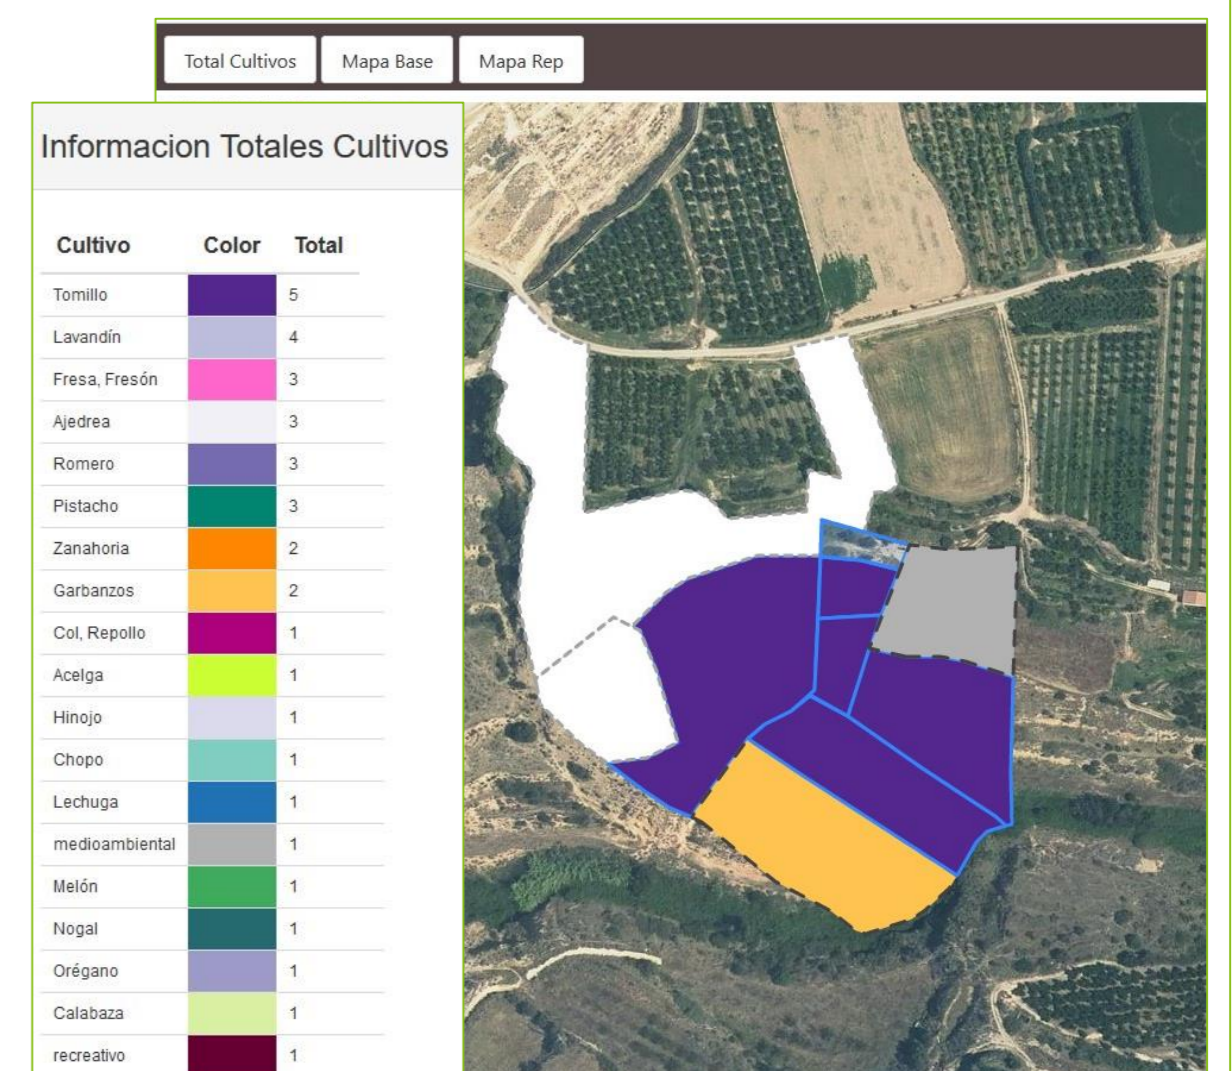 Total Cultivos Mapa Base Mapa Rep
Informacion Totales Cultivos
Cultivo Color Total
Tomillo 5
Lavandín 4
Fresa, Fresón 3
Ajedrea 3
Romero 3
Pistacho 3
Zanahoria 2
Garbanzos 2
Col, Repollo 1
Acelga 1
Hinojo 1
Chopo 1
Lechuga 1
medioambiental 1
Melón 1
Nogal 1
Orégano 1
Calabaza 1
recreativo 1